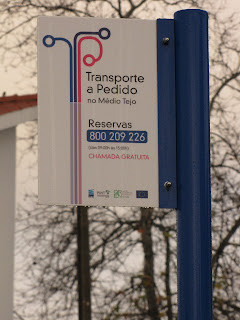 Transporte
a Pedido
no Médio Tejo
Reservas
800 209 226
CHAMADA GRATUITA